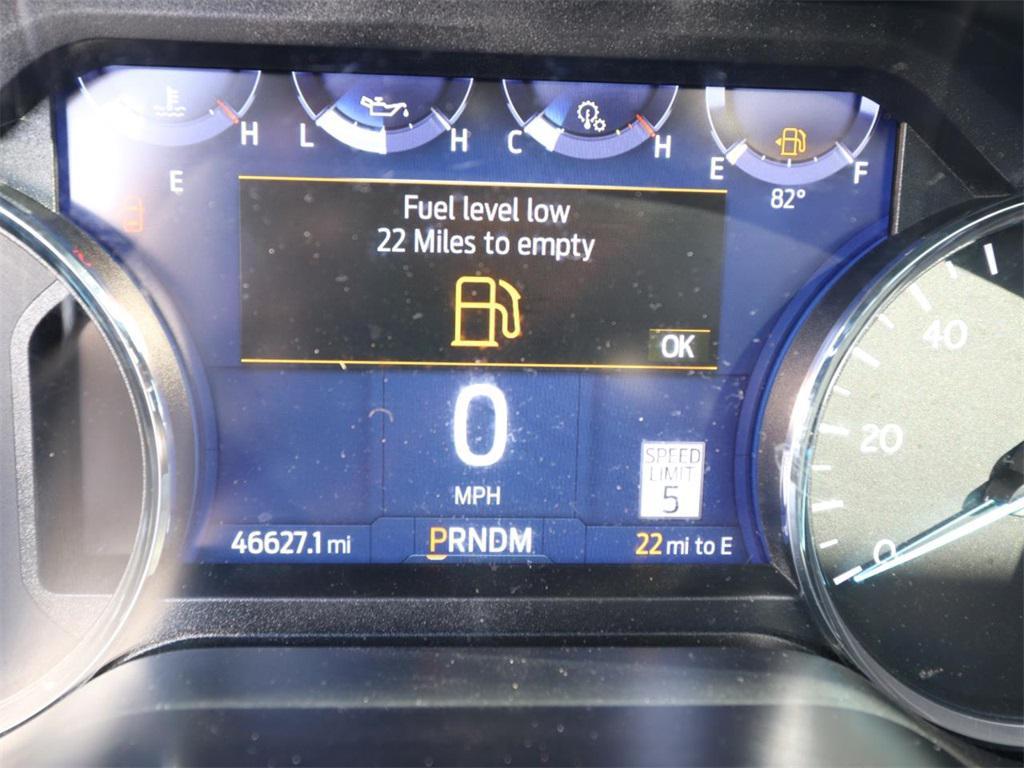 H L H C H E F
E
82°
Fuel level low
22 Miles to empty
OK
0
MPH
SPEED
LIMIT
5
46627.1 mi
PRNDM
22 mi to E
40
20
0